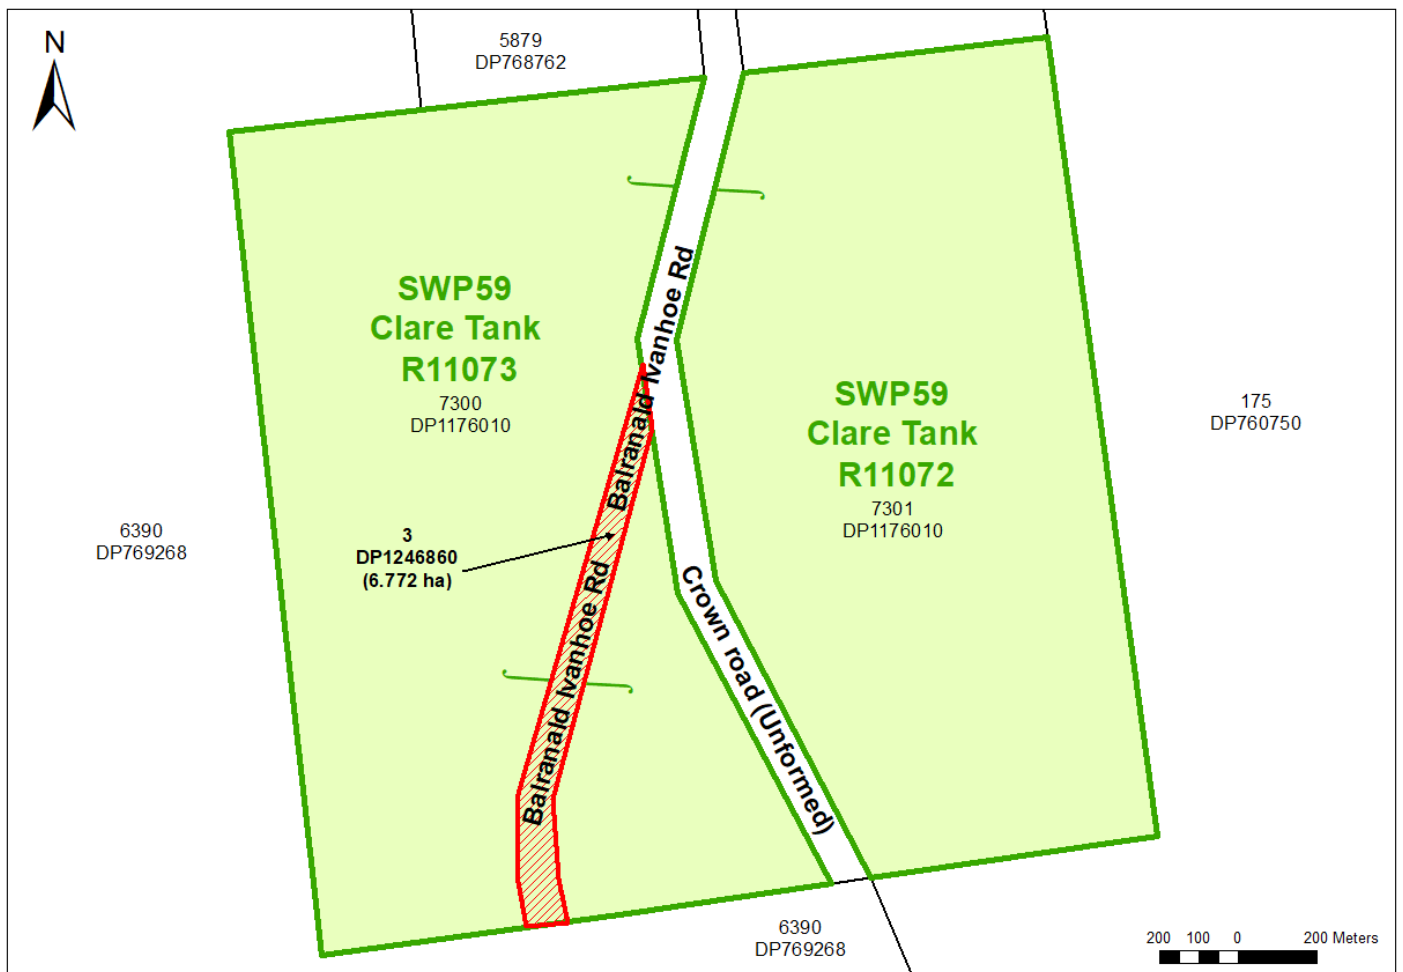 N
5879
DP768762
SWP59
Clare Tank
R11073
7300
DP1176010
Balranald Ivanhoe Rd
SWP59
Clare Tank
R11072
7301
DP1176010
175
DP760750
6390
DP769268
3
DP1246860
(6.772 ha)
Balranald Ivanhoe Rd
Crown road (Unformed)
6390
DP769268
200 100 0 200 Meters